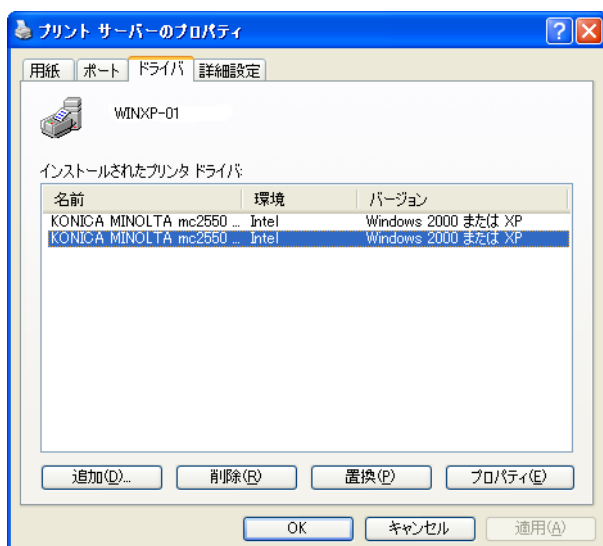 プリント サーバーのプロパティ
用紙 ポート ドライバ 詳細設定
WINXP-01
インストールされたプリンタ ドライバ:
名前 環境 バージョン
KONICA MINOLTA mc2550 ... Intel Windows 2000 または XP
KONICA MINOLTA mc2550 ... Intel Windows 2000 または XP
追加(D)... 削除(R) 置換(P) プロパティ(E)
OK キャンセル 適用(A)